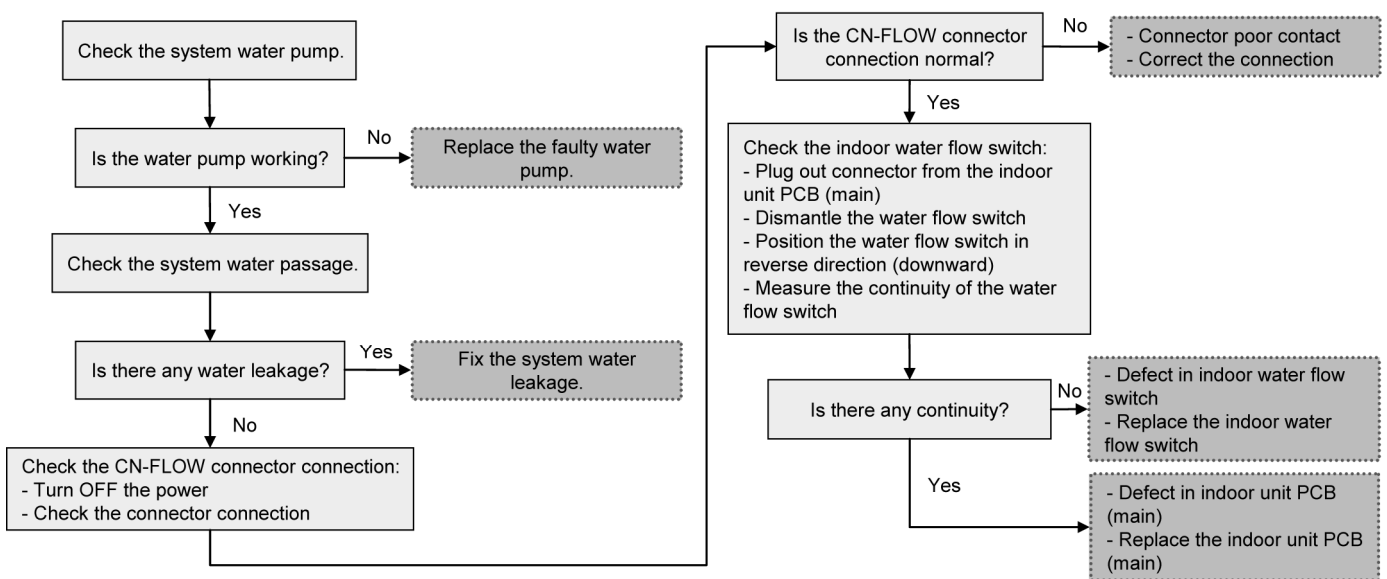 Check the system water pump.
Is the water pump working?
No
Replace the faulty water
pump.
Yes
Check the system water passage.
Is there any water leakage?
Yes
Fix the system water
leakage.
No
Check the CN-FLOW connector connection:
- Turn OFF the power
- Check the connector connection
Is the CN-FLOW connector
connection normal?
No
- Connector poor contact
- Correct the connection
Yes
Check the indoor water flow switch:
- Plug out connector from the indoor
unit PCB (main)
- Dismantle the water flow switch
- Position the water flow switch in
reverse direction (downward)
- Measure the continuity of the water
flow switch
Is there any continuity?
No
- Defect in indoor water flow
switch
- Replace the indoor water
flow switch
Yes
- Defect in indoor unit PCB
(main)
- Replace the indoor unit PCB
(main)